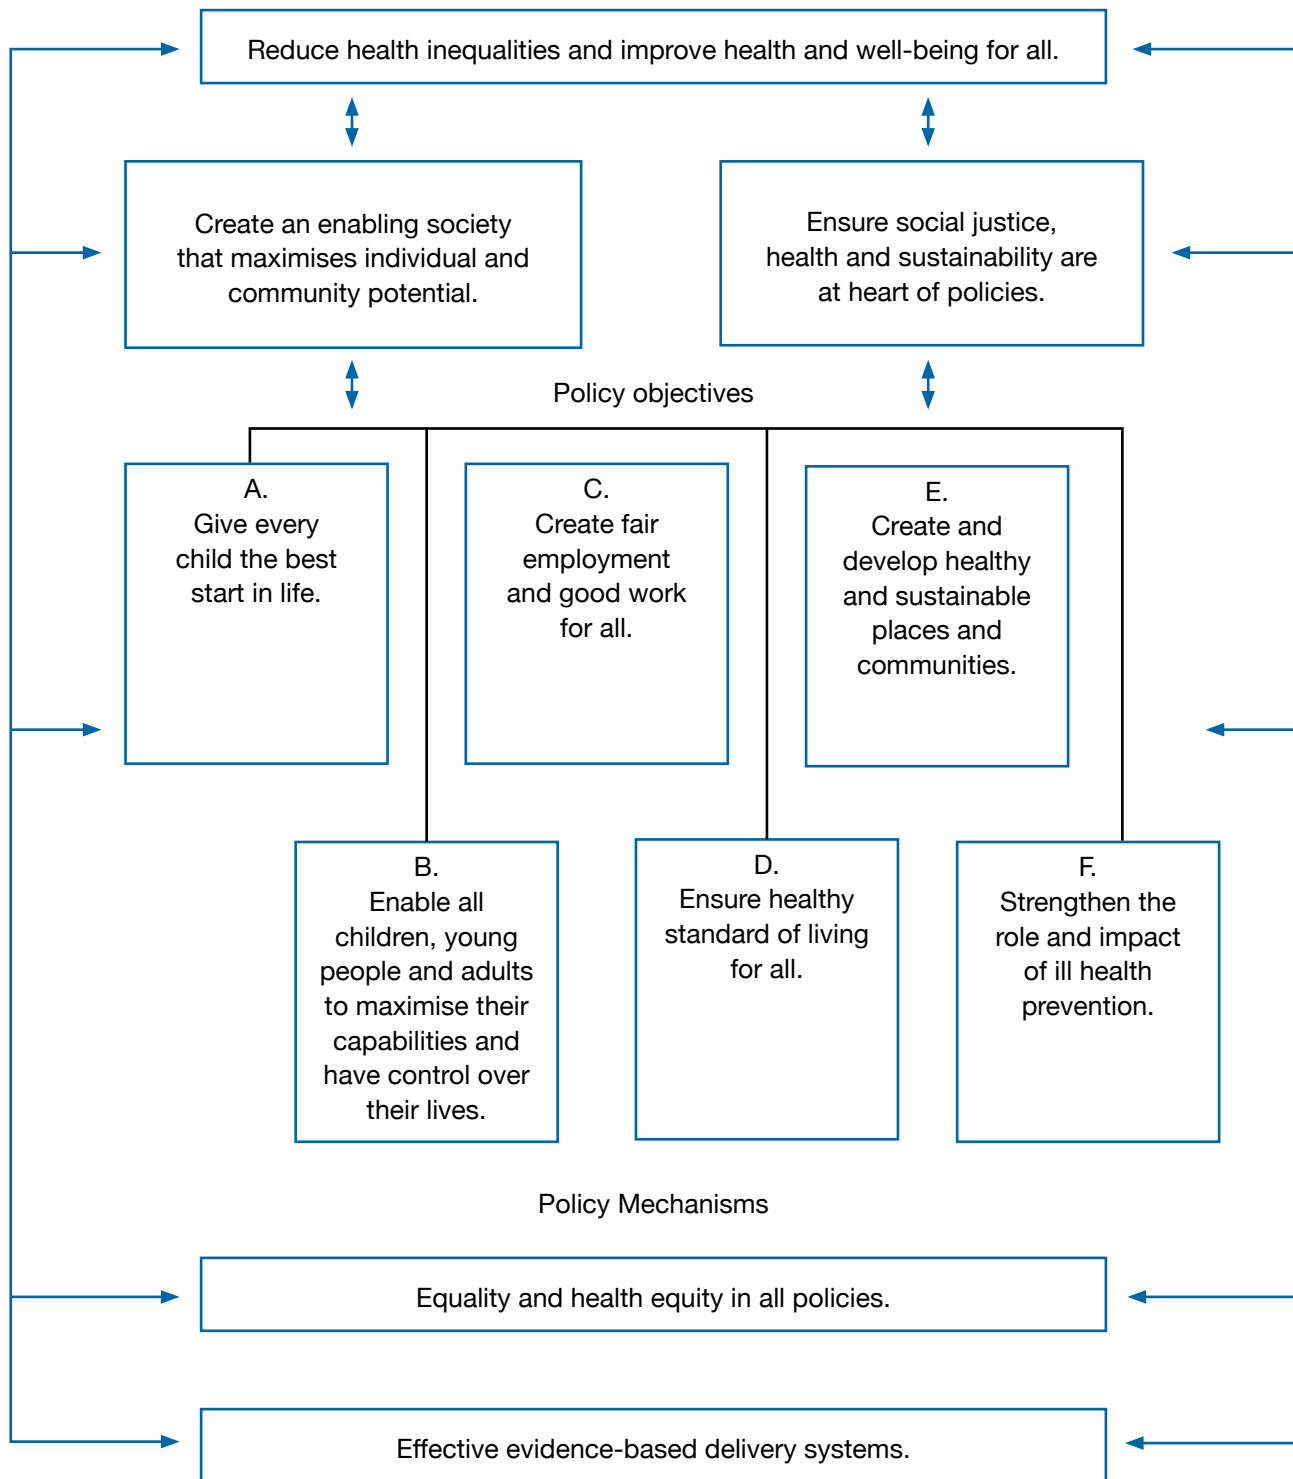 Reduce health inequalities and improve health and well-being for all.
Create an enabling society
that maximises individual and
community potential.
Ensure social justice,
health and sustainability are
at heart of policies.
Policy objectives
A.
Give every
child the best
start in life.
C.
Create fair
employment
and good work
for all.
E.
Create and
develop healthy
and sustainable
places and
communities.
B.
Enable all
children, young
people and adults
to maximise their
capabilities and
have control over
their lives.
D.
Ensure healthy
standard of living
for all.
F.
Strengthen the
role and impact
of ill health
prevention.
Policy Mechanisms
Equality and health equity in all policies.
Effective evidence-based delivery systems.